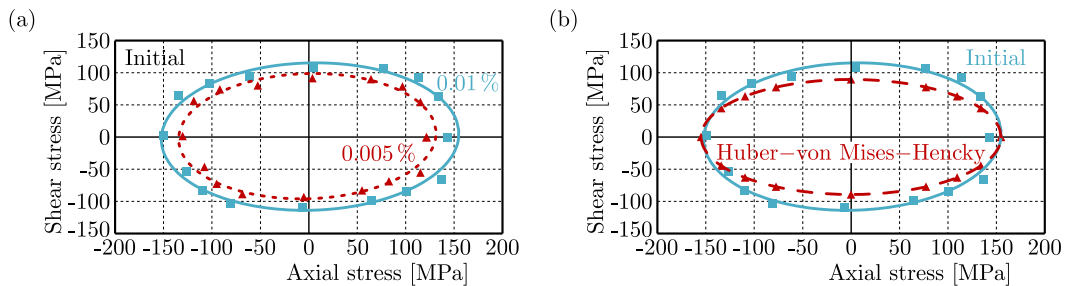 (a)
Shear stress [MPa]
150
100
50
0
-50
-100
-150
Initial
0.01 %
0.005 %
-200 -150 -100 -50 0 50 100 150 200
Axial stress [MPa]
(b)
Shear stress [MPa]
150
100
50
0
-50
-100
-150
Initial
Huber−von Mises−Hencky
-200 -150 -100 -50 0 50 100 150 200
Axial stress [MPa]